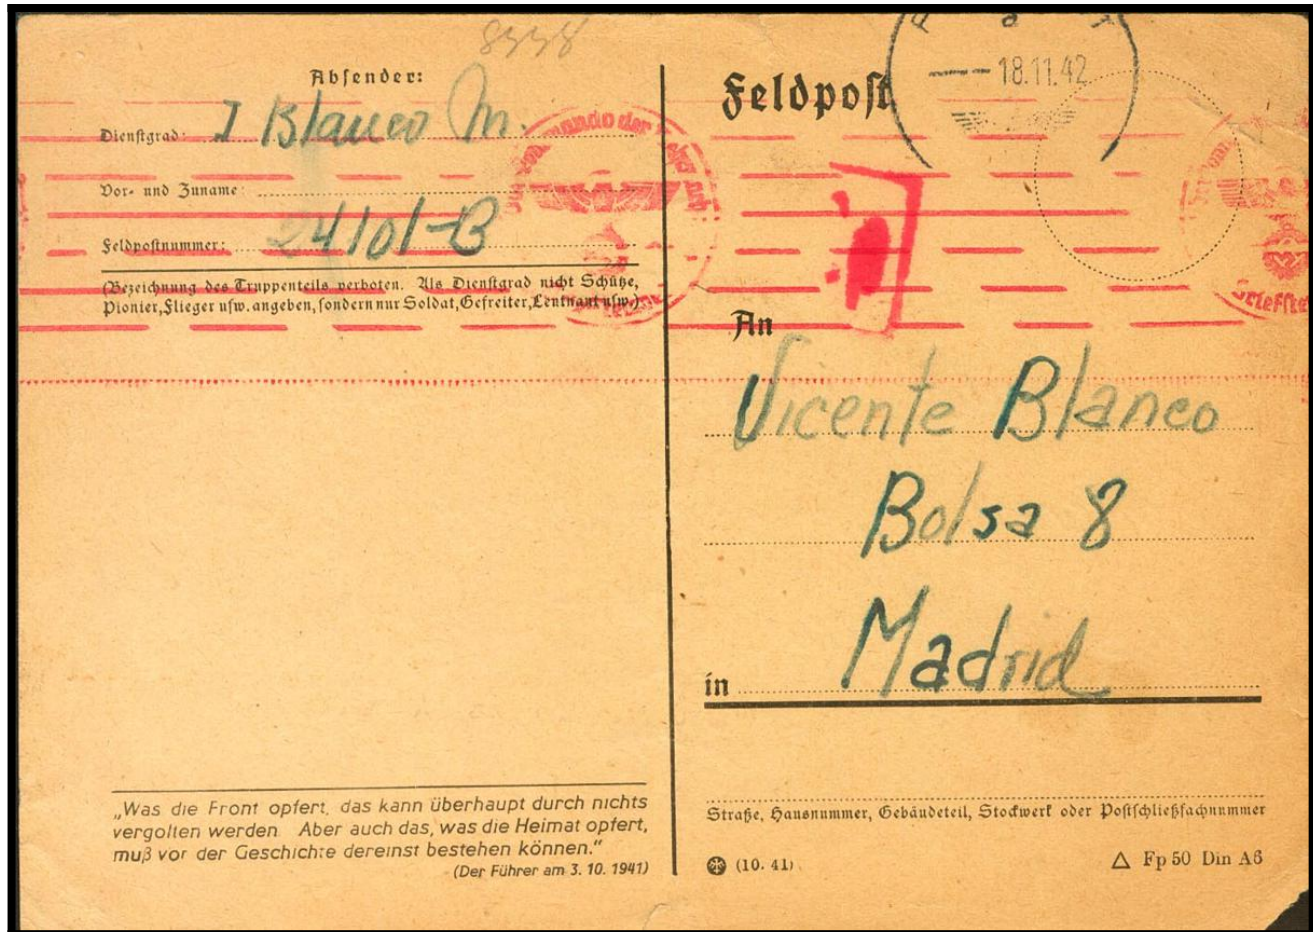 8338
Absender:
Dienstgrad: J Blanco M.
Vor- und Zuname:
Feldpostnummer: 24101-B
(Bezeichnung des Truppenteils verboten. Als Dienstgrad nicht Schütze,
Pionier, Flieger usw. angeben, sondern nur Soldat, Gefreiter, Leutnant usw.)
„Was die Front opfert, das kann überhaupt durch nichts
vergolten werden. Aber auch das, was die Heimat opfert,
muß vor der Geschichte dereinst bestehen können.“
(Der Führer am 3. 10. 1941)
Feldpost
18.11.42
An
Vicente Blanco
Bolsa 8
in Madrid
Straße, Hausnummer, Gebäudeteil, Stockwerk oder Postschließfachnummer
(10. 41)
Fp 50 Din A6